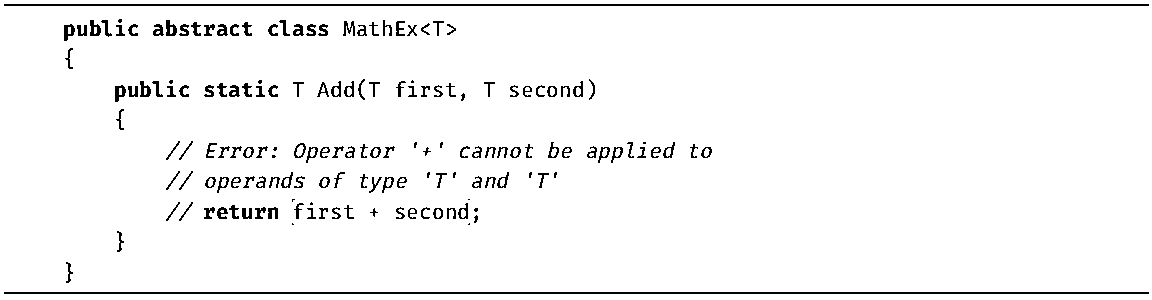 public abstract class MathEx<T>
{
    public static T Add(T first, T second)
    {
        // Error: Operator '+' cannot be applied to
        // operands of type 'T' and 'T'
        // return first + second;
    }
}